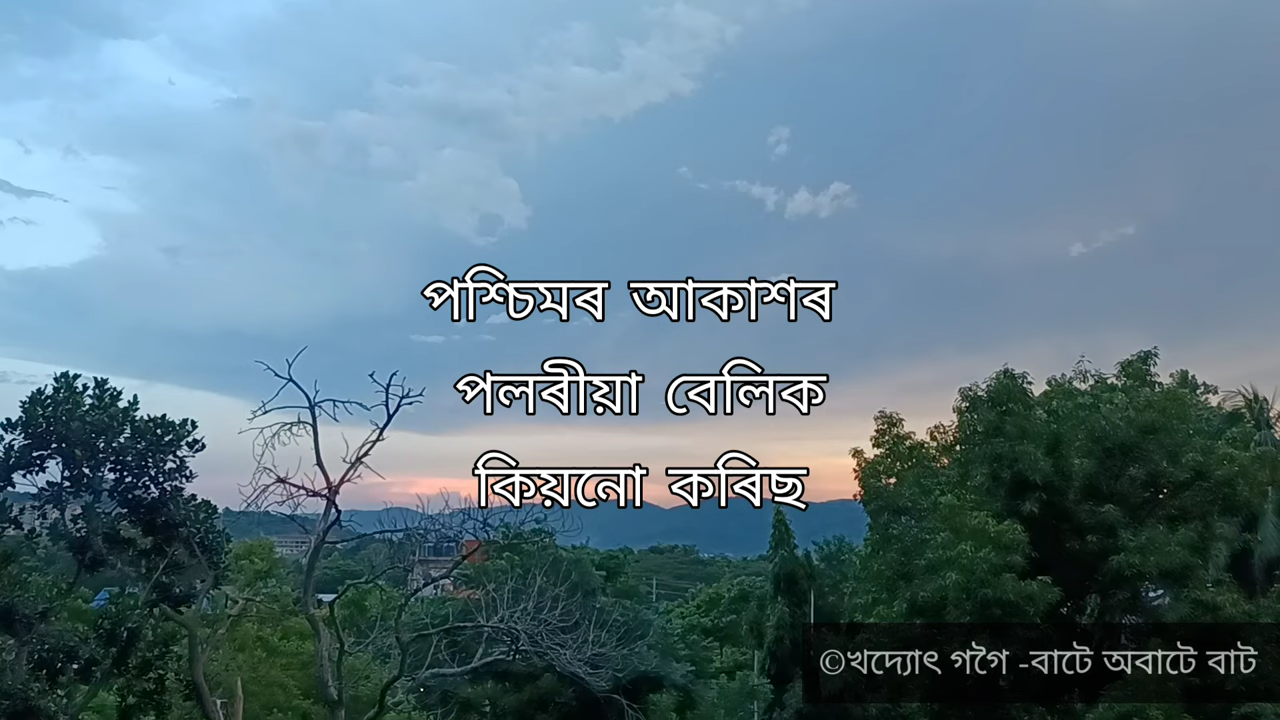 পশ্চিমৰ আকাশৰ
পলৰীয়া বেলিক
কিয়নো কৰিছ
©খদ্যোৎ গগৈ -বাটে অবাটে বাট